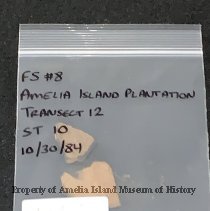 FS #8
AMELIA ISLAND PLANTATION
TRANSECT 12
ST 10
10/30/84
Property of Amelia Island Museum of History